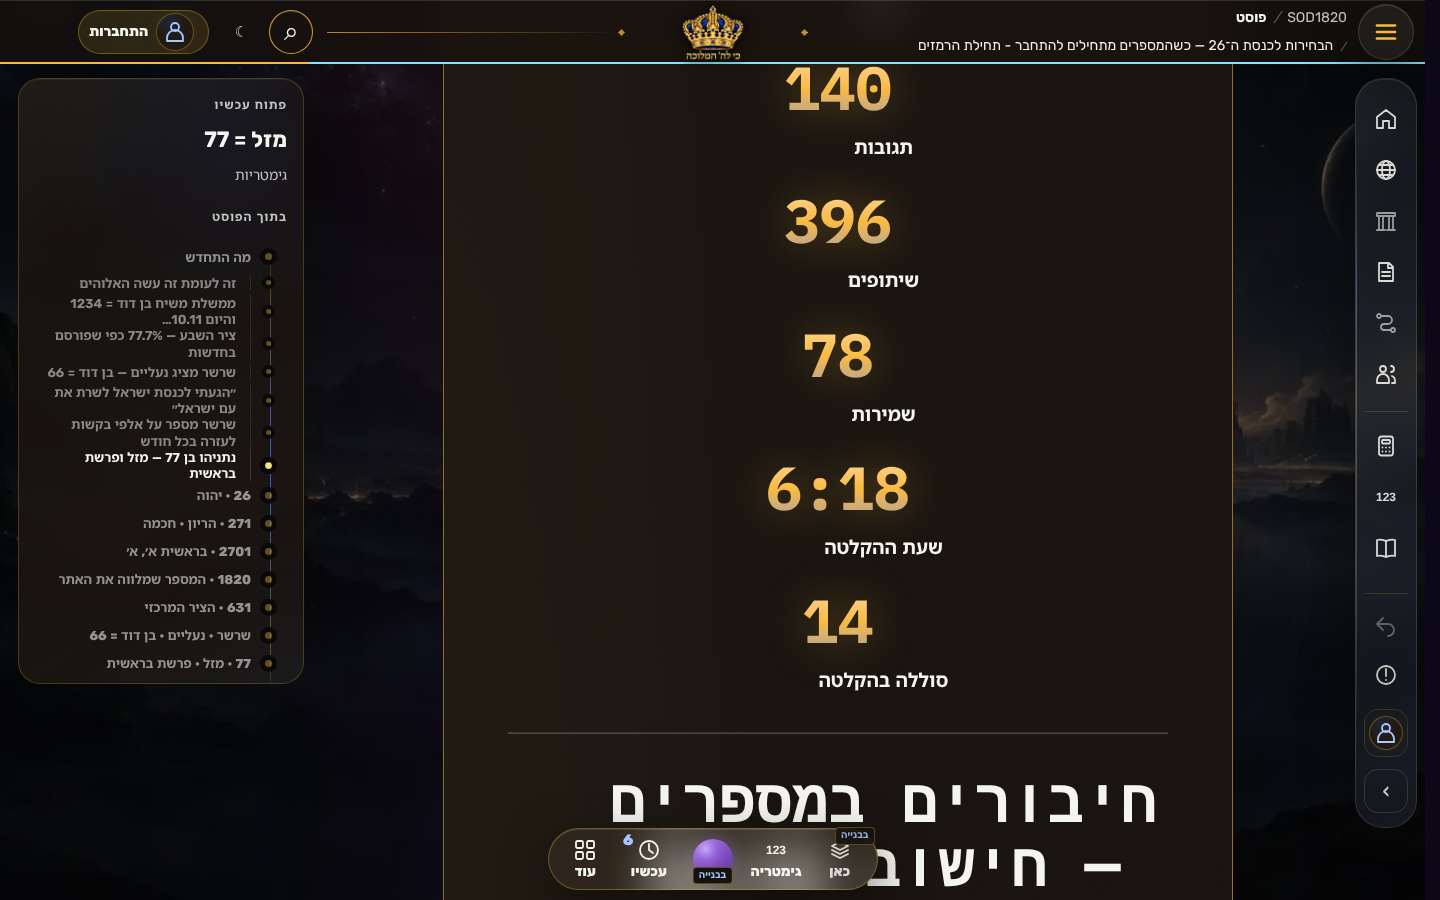 SOD1820 / פוסט
/ הבחירות לכנסת ה־26 — כשהמספרים מתחילים להתחבר - תחילת הרמזים
כי לה' המלוכה
התחברות
פתוח עכשיו
מזל = 77
גימטריות
בתוך הפוסט
מה התחדש
זה לעומת זה עשה האלוהים
ממשלת משיח בן דוד = 1234
והיום 10.11...
ציר השבע — 77.7% כפי שפורסם
בחדשות
שרשר מציג נעליים — בן דוד = 66
״הגעתי לכנסת ישראל לשרת את
עם ישראל״
שרשר מספר על אלפי בקשות
לעזרה בכל חודש
נתניהו בן 77 — מזל ופרשת
בראשית
26 • יהוה
271 • הריון • חכמה
2701 • בראשית א׳, א׳
1820 • המספר שמלווה את האתר
631 • הציר המרכזי
שרשר • נעליים • בן דוד = 66
77 • מזל • פרשת בראשית
140
תגובות
396
שיתופים
78
שמירות
6:18
שעת ההקלטה
14
סוללה בהקלטה
חיבורים במספרים
— חישוב
123
בבנייה
כאן
123
גימטריה
בבנייה
6
עכשיו
עוד